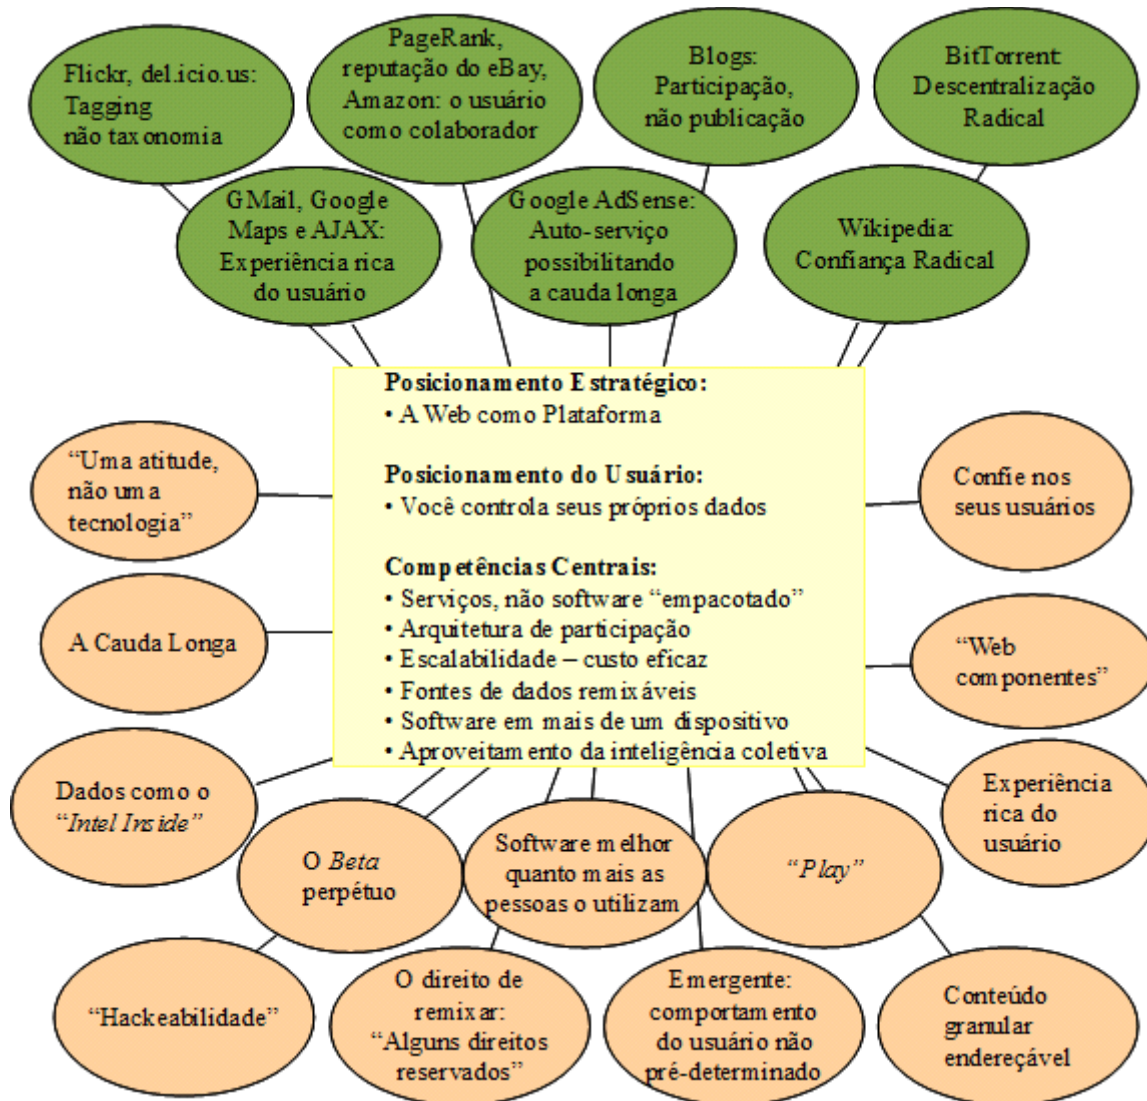 Flickr, del.icio.us:
Tagging
não taxonomia
PageRank,
reputação do eBay,
Amazon: o usuário
como colaborador
Blogs:
Participação,
não publicação
BitTorrent:
Descentralização
Radical
GMail, Google
Maps e AJAX:
Experiência rica
do usuário
Google AdSense:
Auto-serviço
possibilitando
a cauda longa
Wikipedia:
Confiança Radical
Posicionamento Estratégico:
• A Web como Plataforma
Posicionamento do Usuário:
• Você controla seus próprios dados
Competências Centrais:
• Serviços, não software “empacotado”
• Arquitetura de participação
• Escalabilidade – custo eficaz
• Fontes de dados remixáveis
• Software em mais de um dispositivo
• Aproveitamento da inteligência coletiva
“Uma atitude,
não uma
tecnologia”
Confie nos
seus usuários
A Cauda Longa
“Web
componentes”
Dados como o
“Intel Inside”
Experiência
rica do
usuário
O Beta
perpétuo
Software melhor
quanto mais as
pessoas o utilizam
“Play”
“Hackeabilidade”
O direito de
remixar:
“Alguns direitos
reservados”
Emergente:
comportamento
do usuário não
pré-determinado
Conteúdo
granular
endereçável